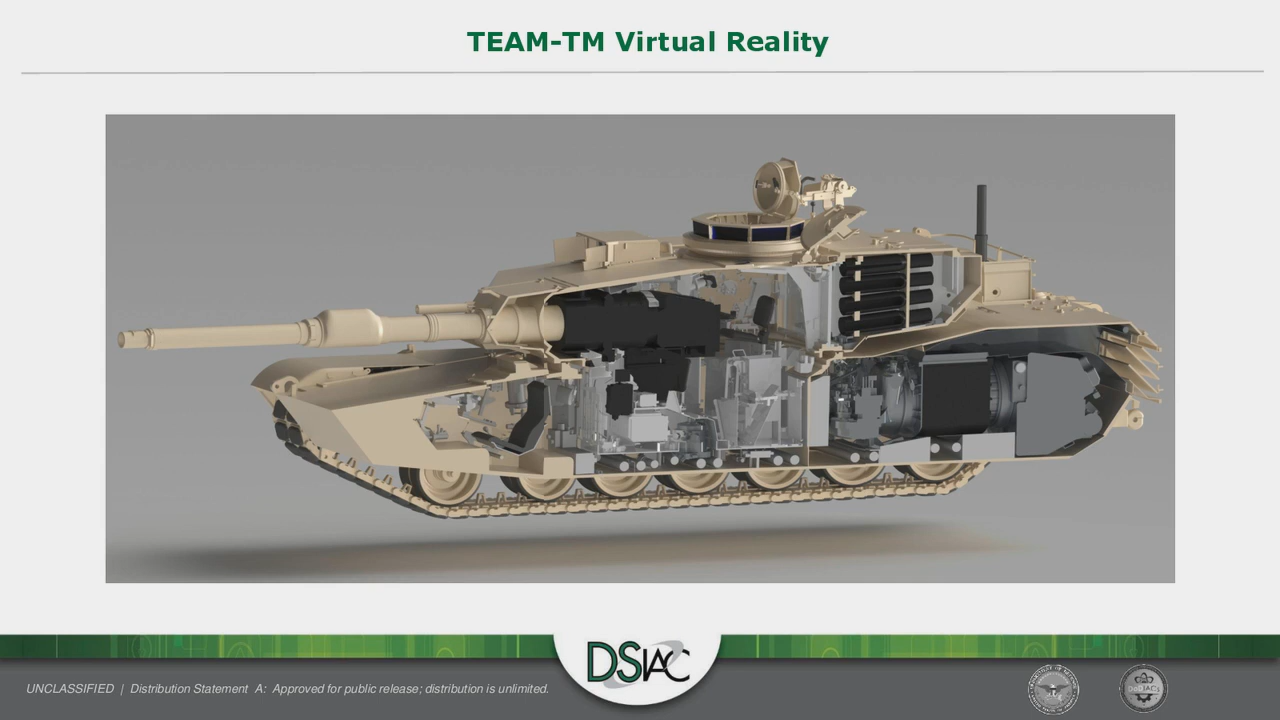 TEAM-TM Virtual Reality
UNCLASSIFIED | Distribution Statement A: Approved for public release; distribution is unlimited.
DSIAC